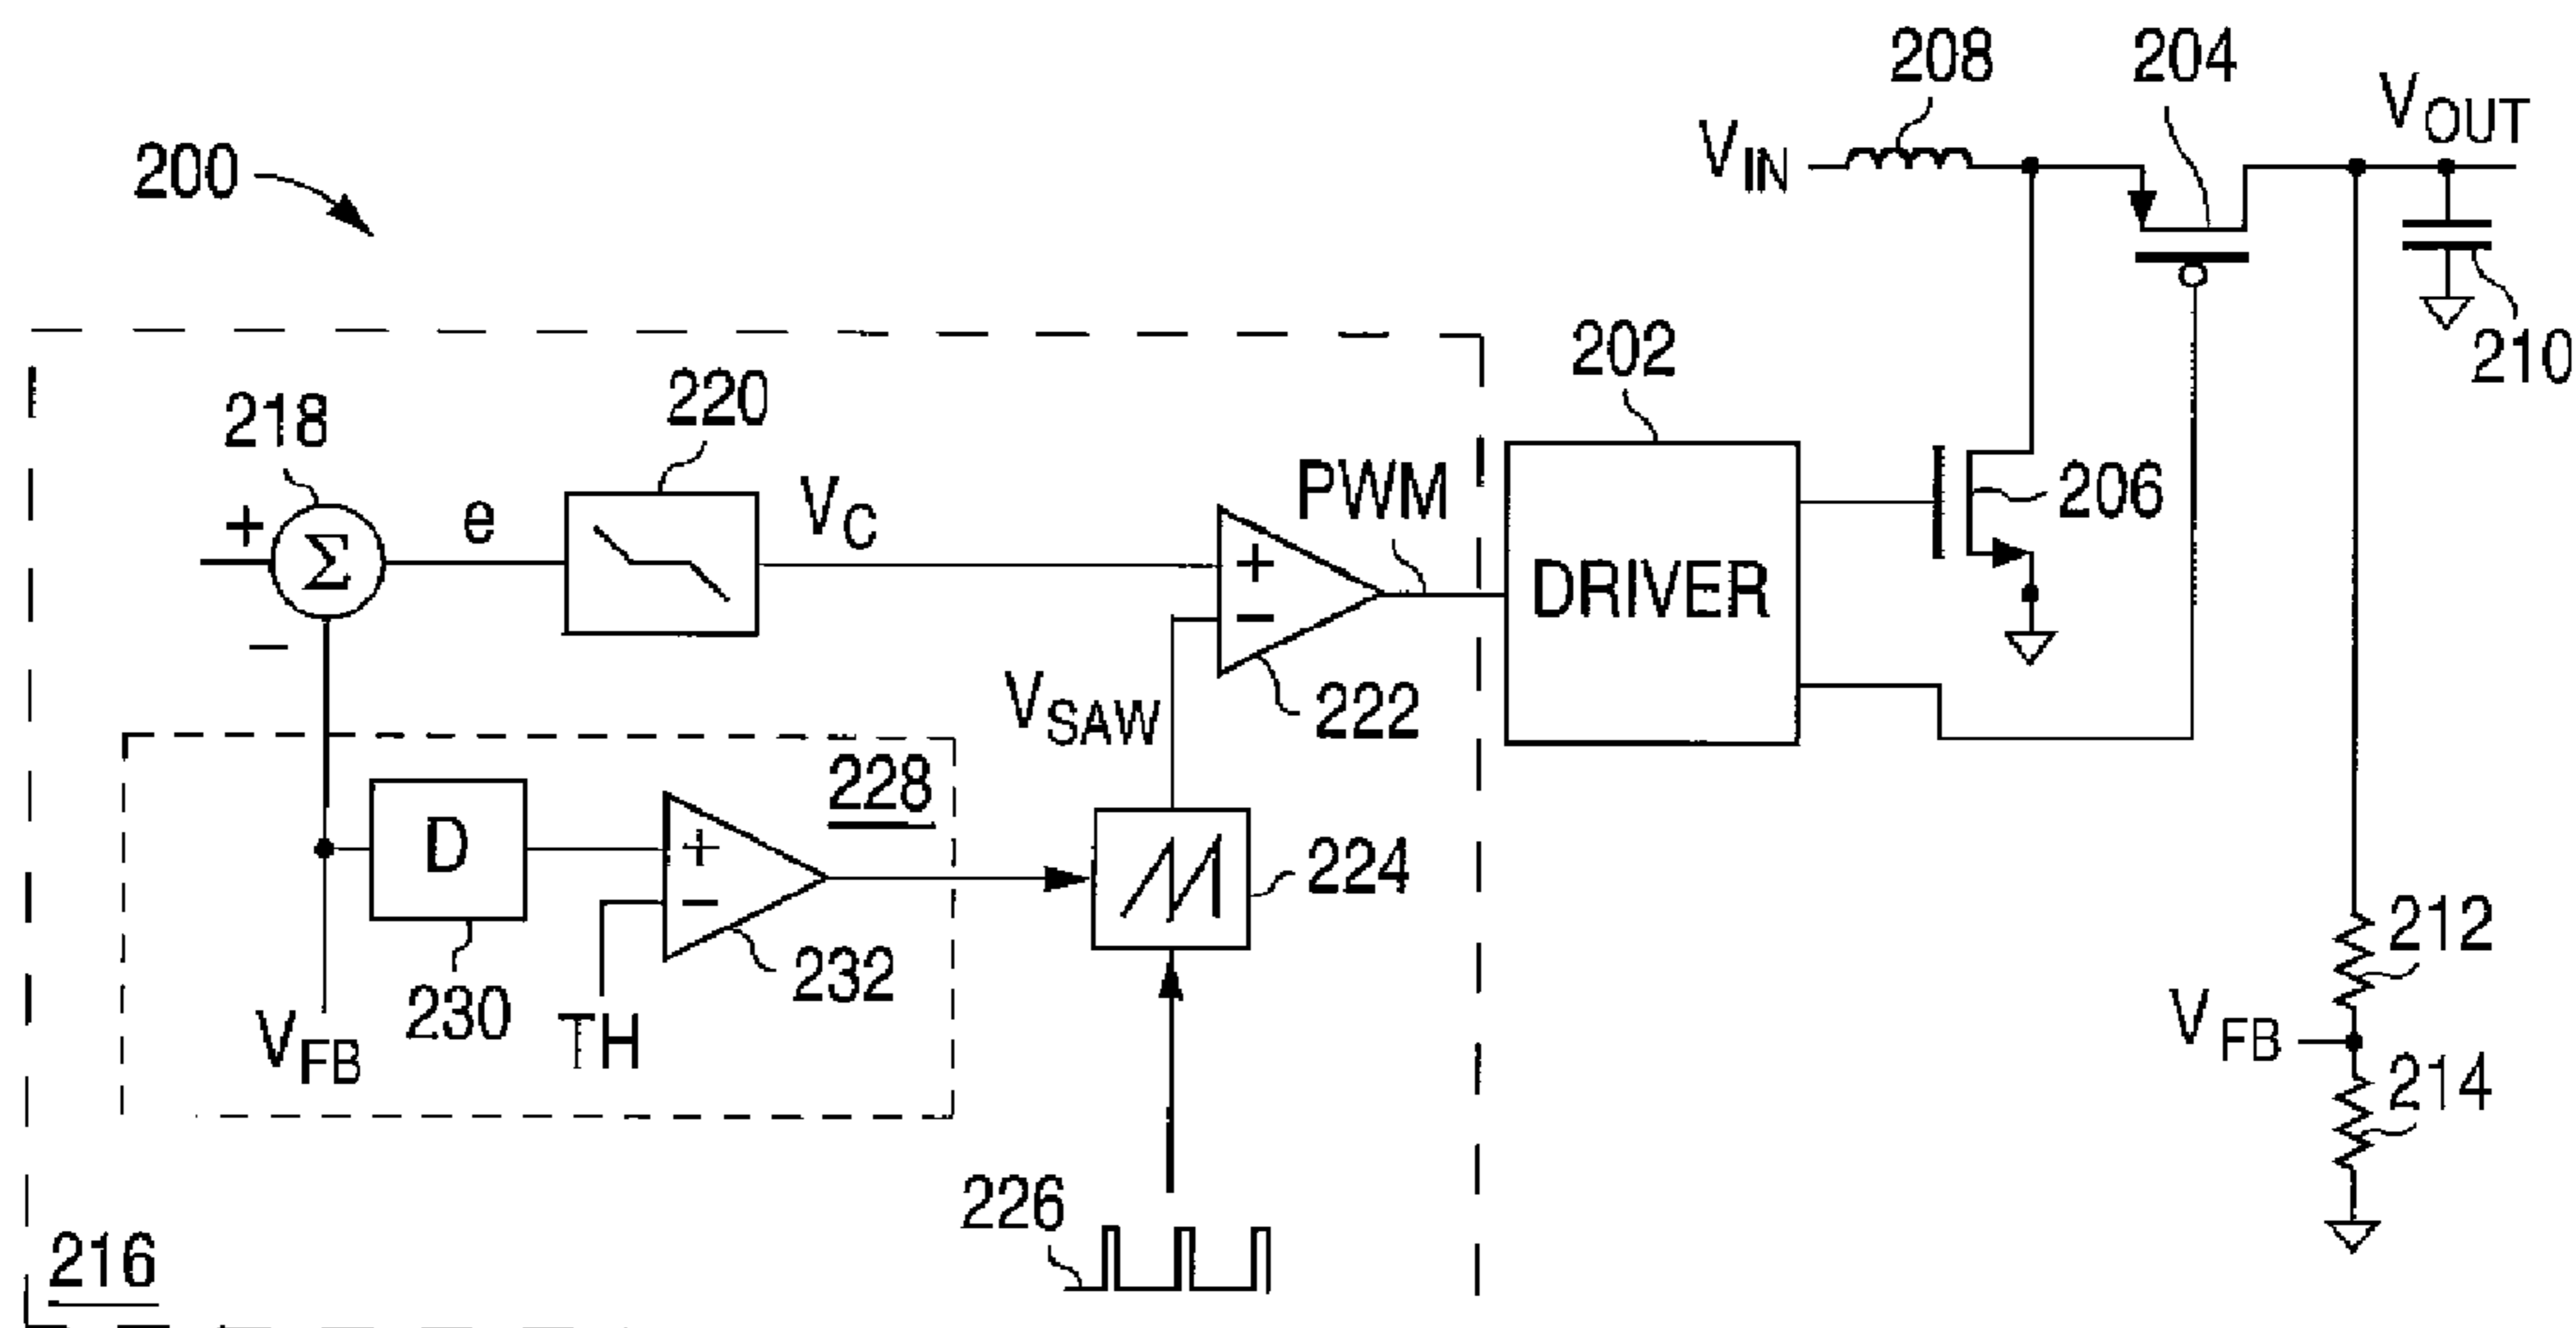 208
204
V_OUT
200
V_IN
210
202
220
218
+
Σ
e
V_C
PWM
206
+
−
DRIVER
−
222
V_SAW
228
D
+
−
224
232
230
V_FB
TH
212
V_FB
214
226
216